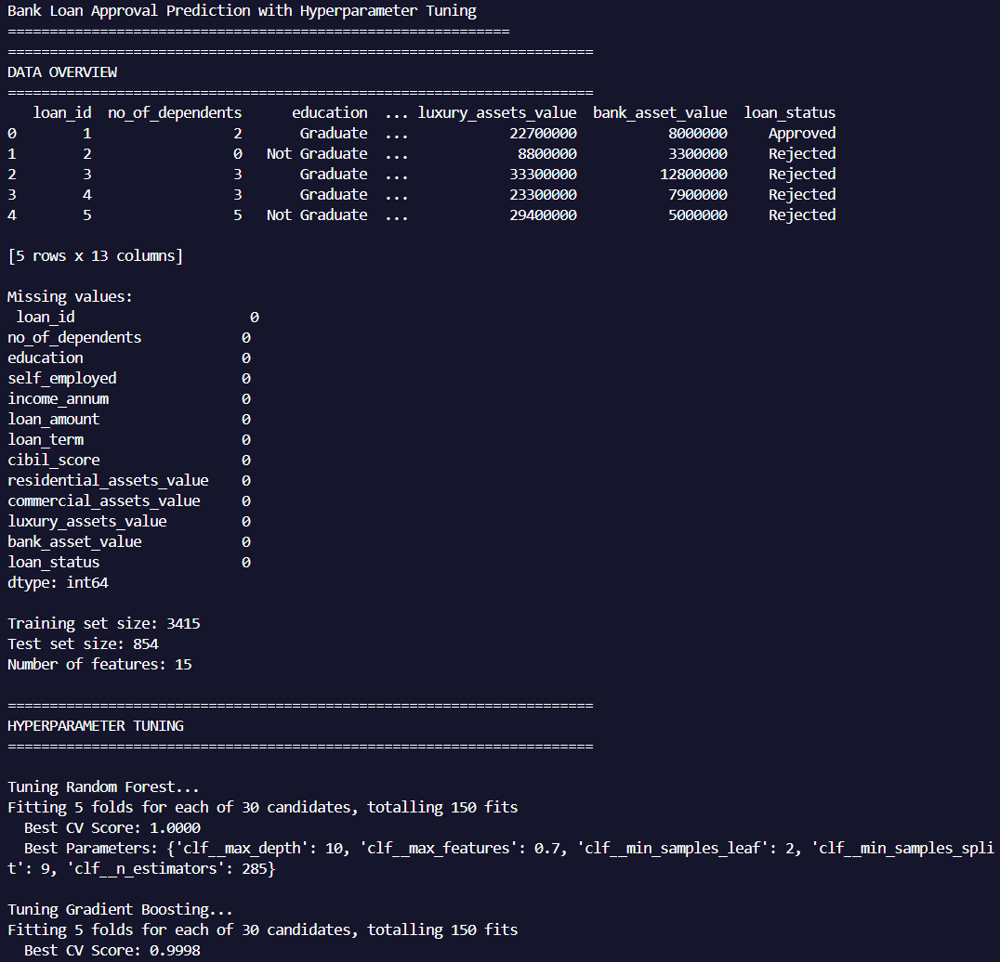 Bank Loan Approval Prediction with Hyperparameter Tuning
============================================================
======================================================================
DATA OVERVIEW
======================================================================
   loan_id  no_of_dependents      education  ... luxury_assets_value  bank_asset_value  loan_status
0        1                 2       Graduate  ...            22700000           8000000     Approved
1        2                 0   Not Graduate  ...             8800000           3300000     Rejected
2        3                 3       Graduate  ...            33300000          12800000     Rejected
3        4                 3       Graduate  ...            23300000           7900000     Rejected
4        5                 5   Not Graduate  ...            29400000           5000000     Rejected

[5 rows x 13 columns]

Missing values:
 loan_id                     0
no_of_dependents            0
education                   0
self_employed               0
income_annum                0
loan_amount                 0
loan_term                   0
cibil_score                 0
residential_assets_value    0
commercial_assets_value     0
luxury_assets_value         0
bank_asset_value            0
loan_status                 0
dtype: int64

Training set size: 3415
Test set size: 854
Number of features: 15

======================================================================
HYPERPARAMETER TUNING
======================================================================

Tuning Random Forest...
Fitting 5 folds for each of 30 candidates, totalling 150 fits
  Best CV Score: 1.0000
  Best Parameters: {'clf__max_depth': 10, 'clf__max_features': 0.7, 'clf__min_samples_leaf': 2, 'clf__min_samples_spli
t': 9, 'clf__n_estimators': 285}

Tuning Gradient Boosting...
Fitting 5 folds for each of 30 candidates, totalling 150 fits
  Best CV Score: 0.9998